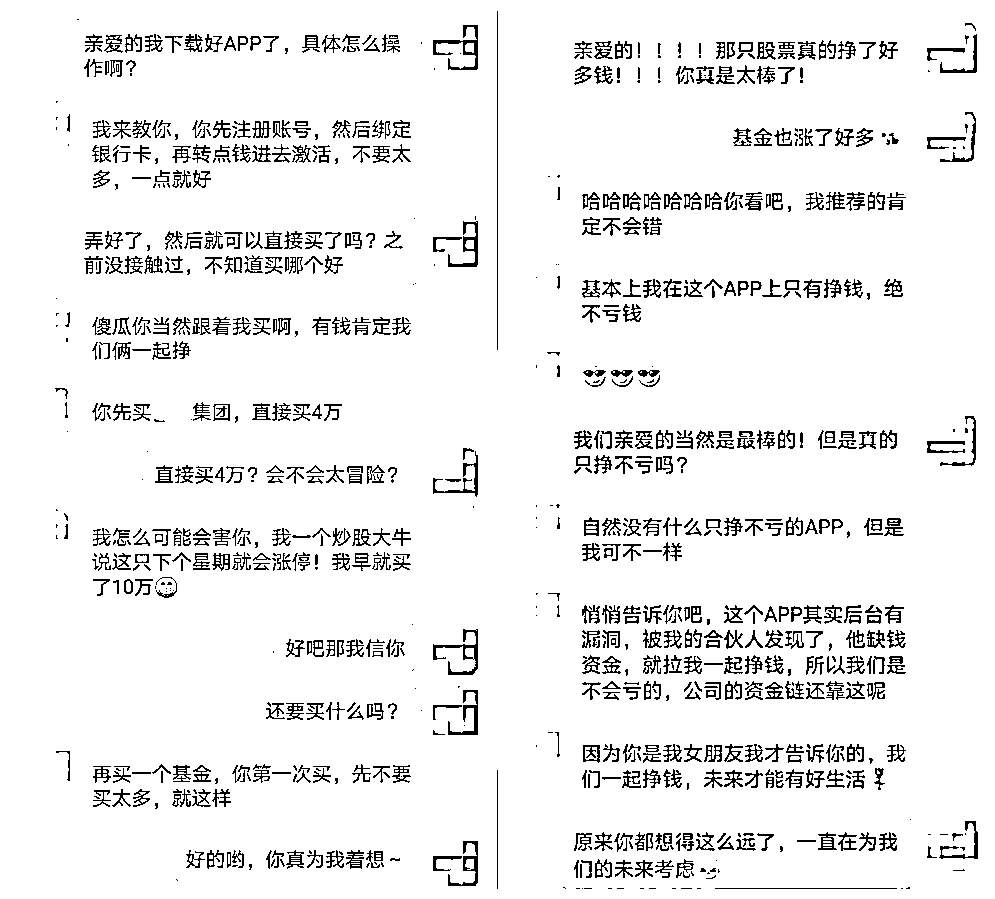 亲爱的我下载好APP了，具体怎么操
作啊？
我来教你，你先注册账号，然后绑定
银行卡，再转点钱进去激活，不要太
多，一点就好
弄好了，然后就可以直接买了吗？之
前没接触过，不知道买哪个好
傻瓜你当然跟着我买啊，有钱肯定我
们俩一起挣
你先买_ 集团，直接买4万
直接买4万？会不会太冒险？
我怎么可能会害你，我一个炒股大牛
说这只下个星期就会涨停！我早就买
了10万
好吧那我信你
还要买什么吗？
再买一个基金，你第一次买，先不要
买太多，就这样
好的哟，你真为我着想~
亲爱的！！！！那只股票真的挣了好
多钱！！！你真是太棒了！
基金也涨了好多
哈哈哈哈哈哈哈你看吧，我推荐的肯
定不会错
基本上我在这个APP上只有挣钱，绝
不亏钱
😎😎😎
我们亲爱的当然是最棒的！但是真的
只挣不亏吗？
自然没有什么只挣不亏的APP，但是
我可不一样
悄悄告诉你吧，这个APP其实后台有
漏洞，被我的合伙人发现了，他缺钱
资金，就拉我一起挣钱，所以我们是
不会亏的，公司的资金链还靠这呢
因为你是我女朋友我才告诉你的，我
们一起挣钱，未来才能有好生活
原来你都想得这么远了，一直在为我
们的未来考虑